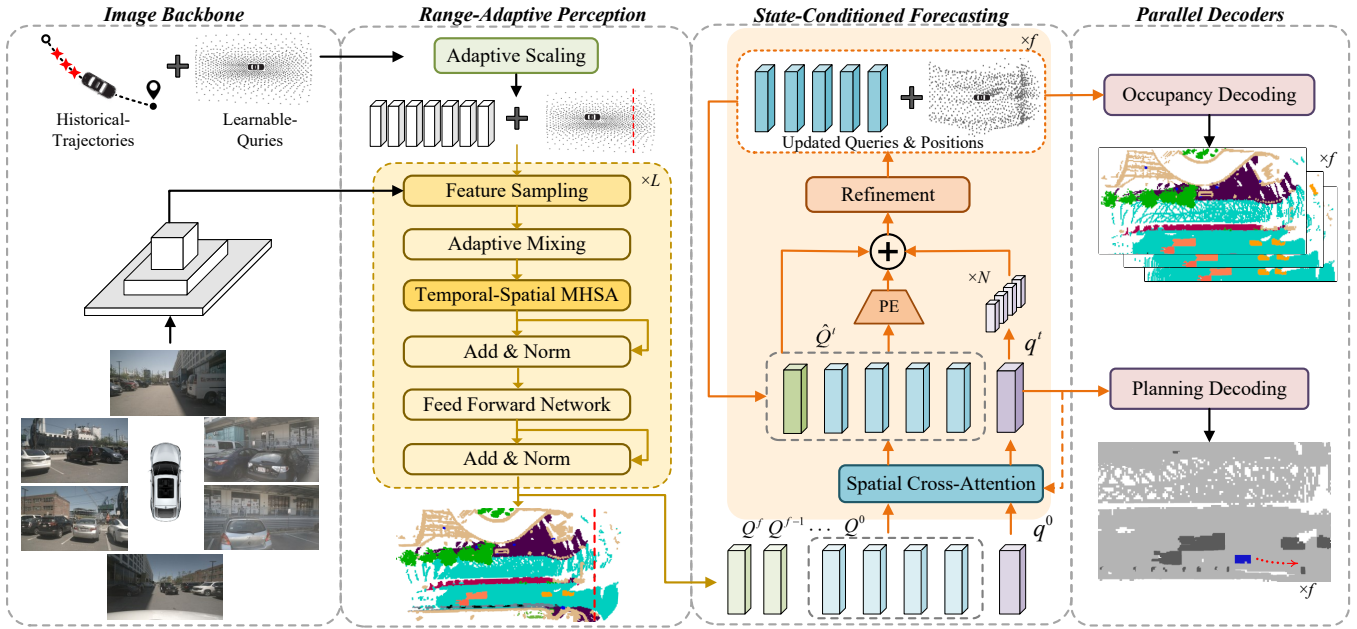 Image Backbone
Historical-
Trajectories
Learnable-
Quries
Range-Adaptive Perception
Adaptive Scaling
×L
Feature Sampling
Adaptive Mixing
Temporal-Spatial MHSA
Add & Norm
Feed Forward Network
Add & Norm
State-Conditioned Forecasting
×f
Updated Queries & Positions
Refinement
×N
PE
Q̂ᵗ
qᵗ
Spatial Cross-Attention
Qᶠ Qᶠ⁻¹ ⋯ Q⁰
q⁰
Parallel Decoders
Occupancy Decoding
×f
Planning Decoding
×f